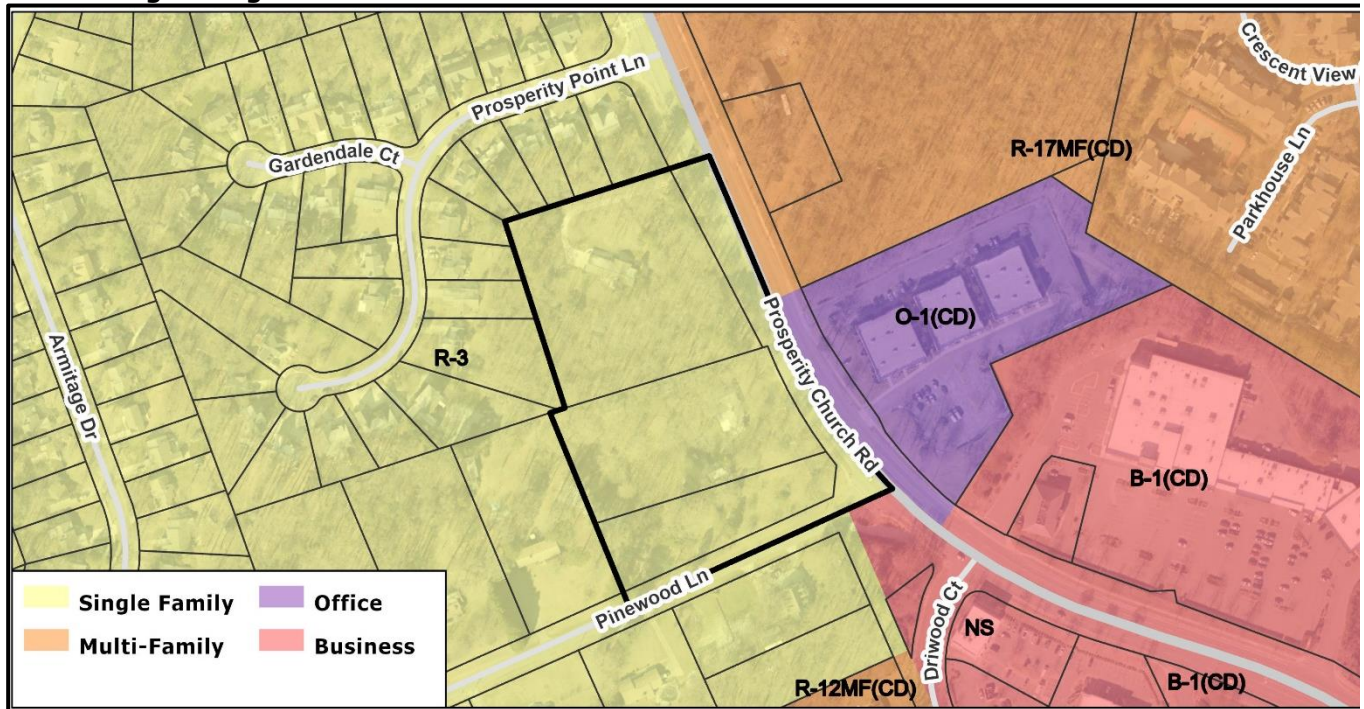 Crescent View
Prosperity Point Ln
R-17MF(CD)
Gardendale Ct
Parkhouse Ln
O-1(CD)
Prosperity Church Rd
R-3
Armitage Dr
B-1(CD)
Pinewood Ln
Driwood Ct
NS
R-12MF(CD)
B-1(CD)
Single Family
Office
Multi-Family
Business